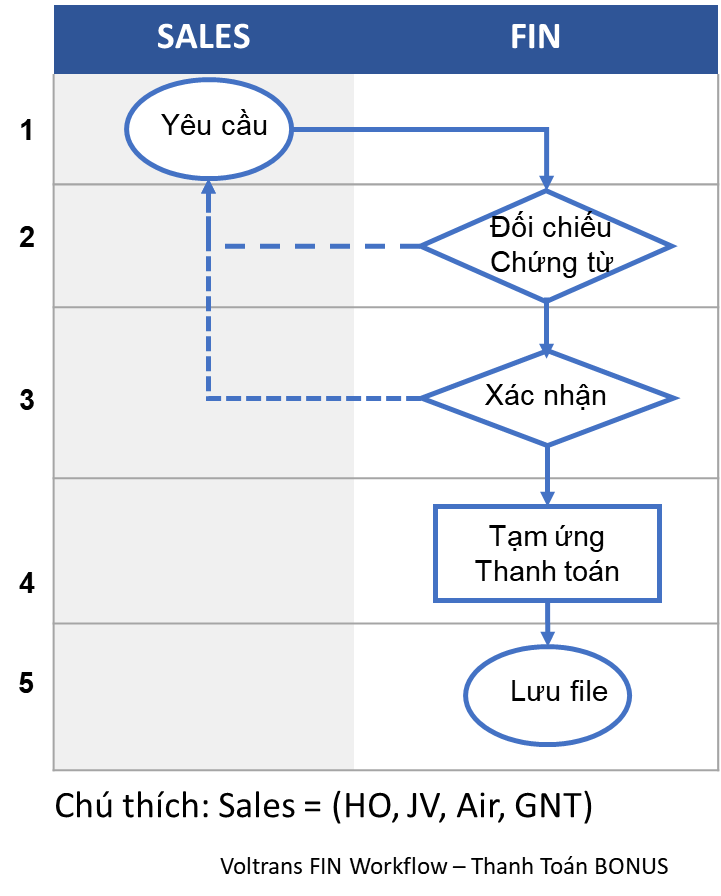 SALES FIN
1
Yêu cầu
2
Đối chiếu
Chứng từ
3
Xác nhận
Tạm ứng
Thanh toán
4
5
Lưu file
Chú thích: Sales = (HO, JV, Air, GNT)
Voltrans FIN Workflow – Thanh Toán BONUS